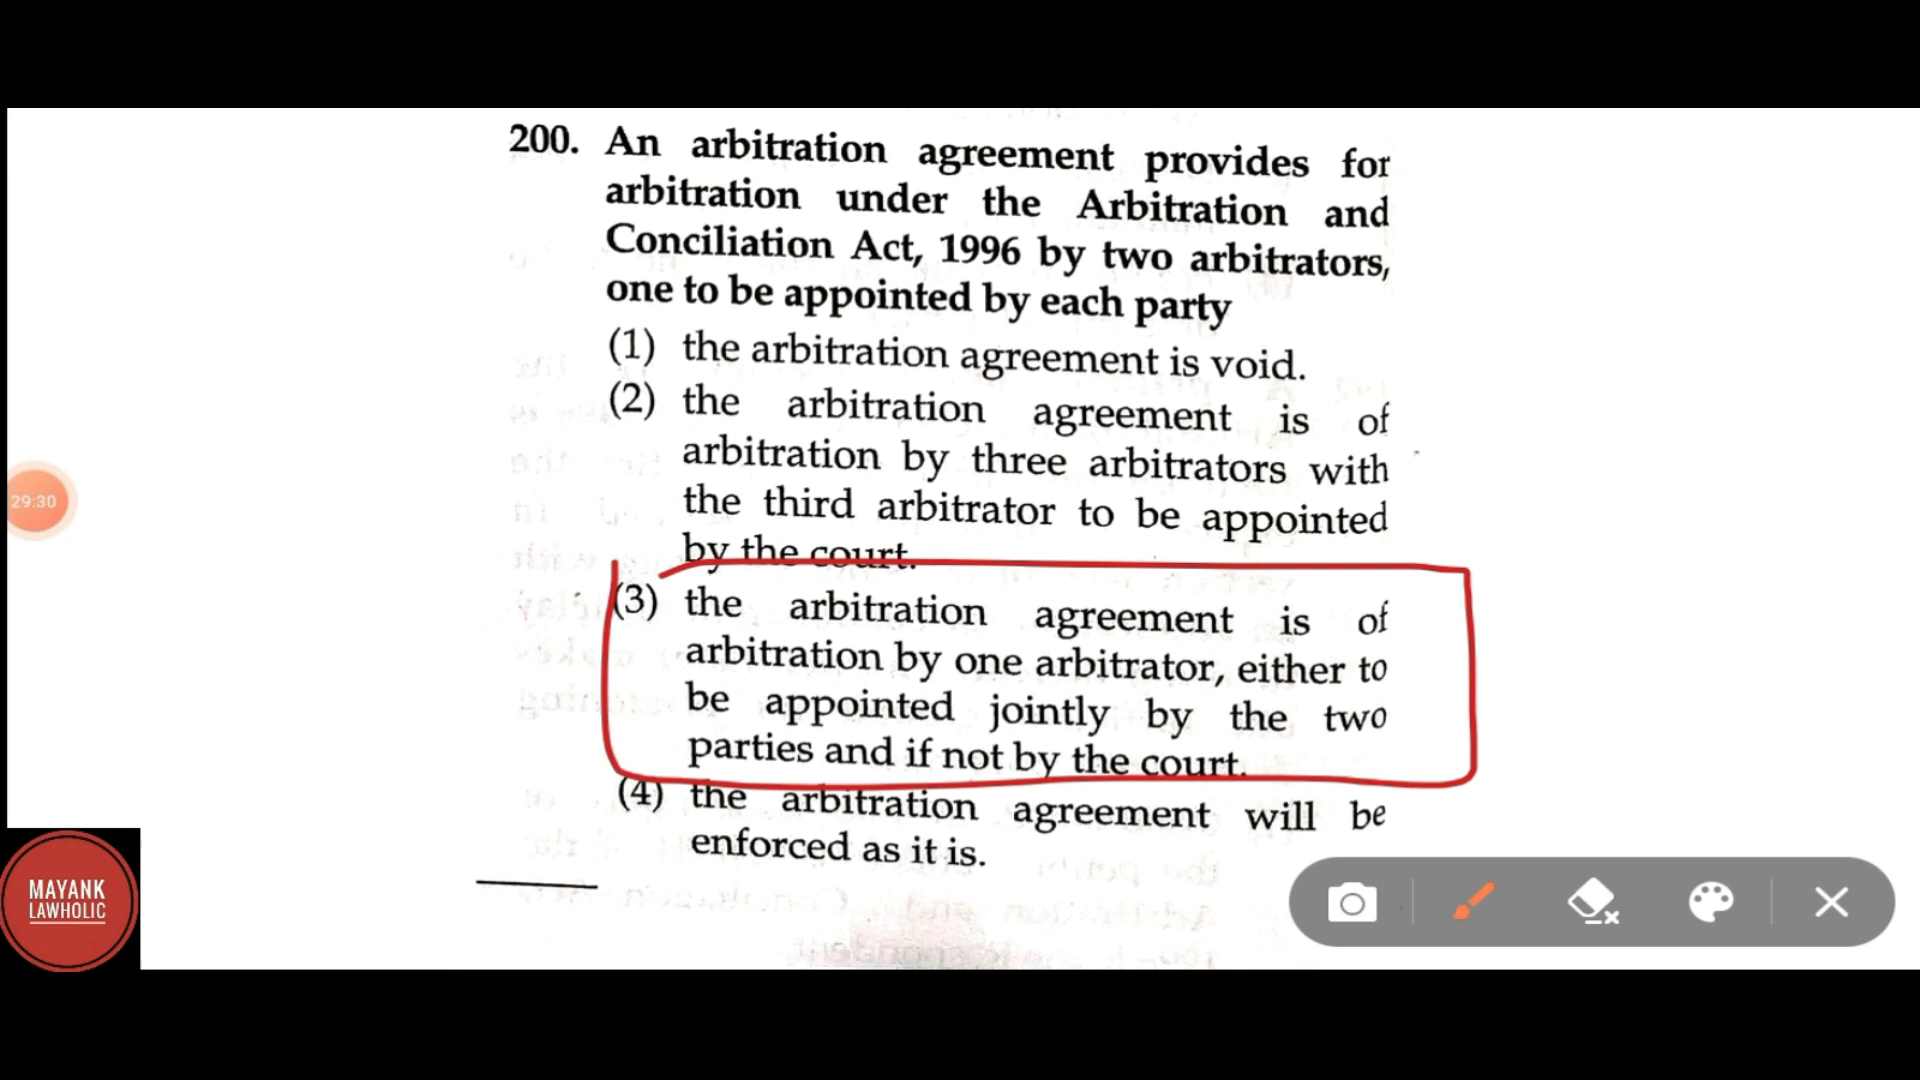 200. An arbitration agreement provides for
arbitration under the Arbitration and
Conciliation Act, 1996 by two arbitrators,
one to be appointed by each party
(1) the arbitration agreement is void.
(2) the arbitration agreement is of
arbitration by three arbitrators with
the third arbitrator to be appointed
by the court.
(3) the arbitration agreement is of
arbitration by one arbitrator, either to
be appointed jointly by the two
parties and if not by the court.
(4) the arbitration agreement will be
enforced as it is.
29:30
MAYANK
LAWHOLIC